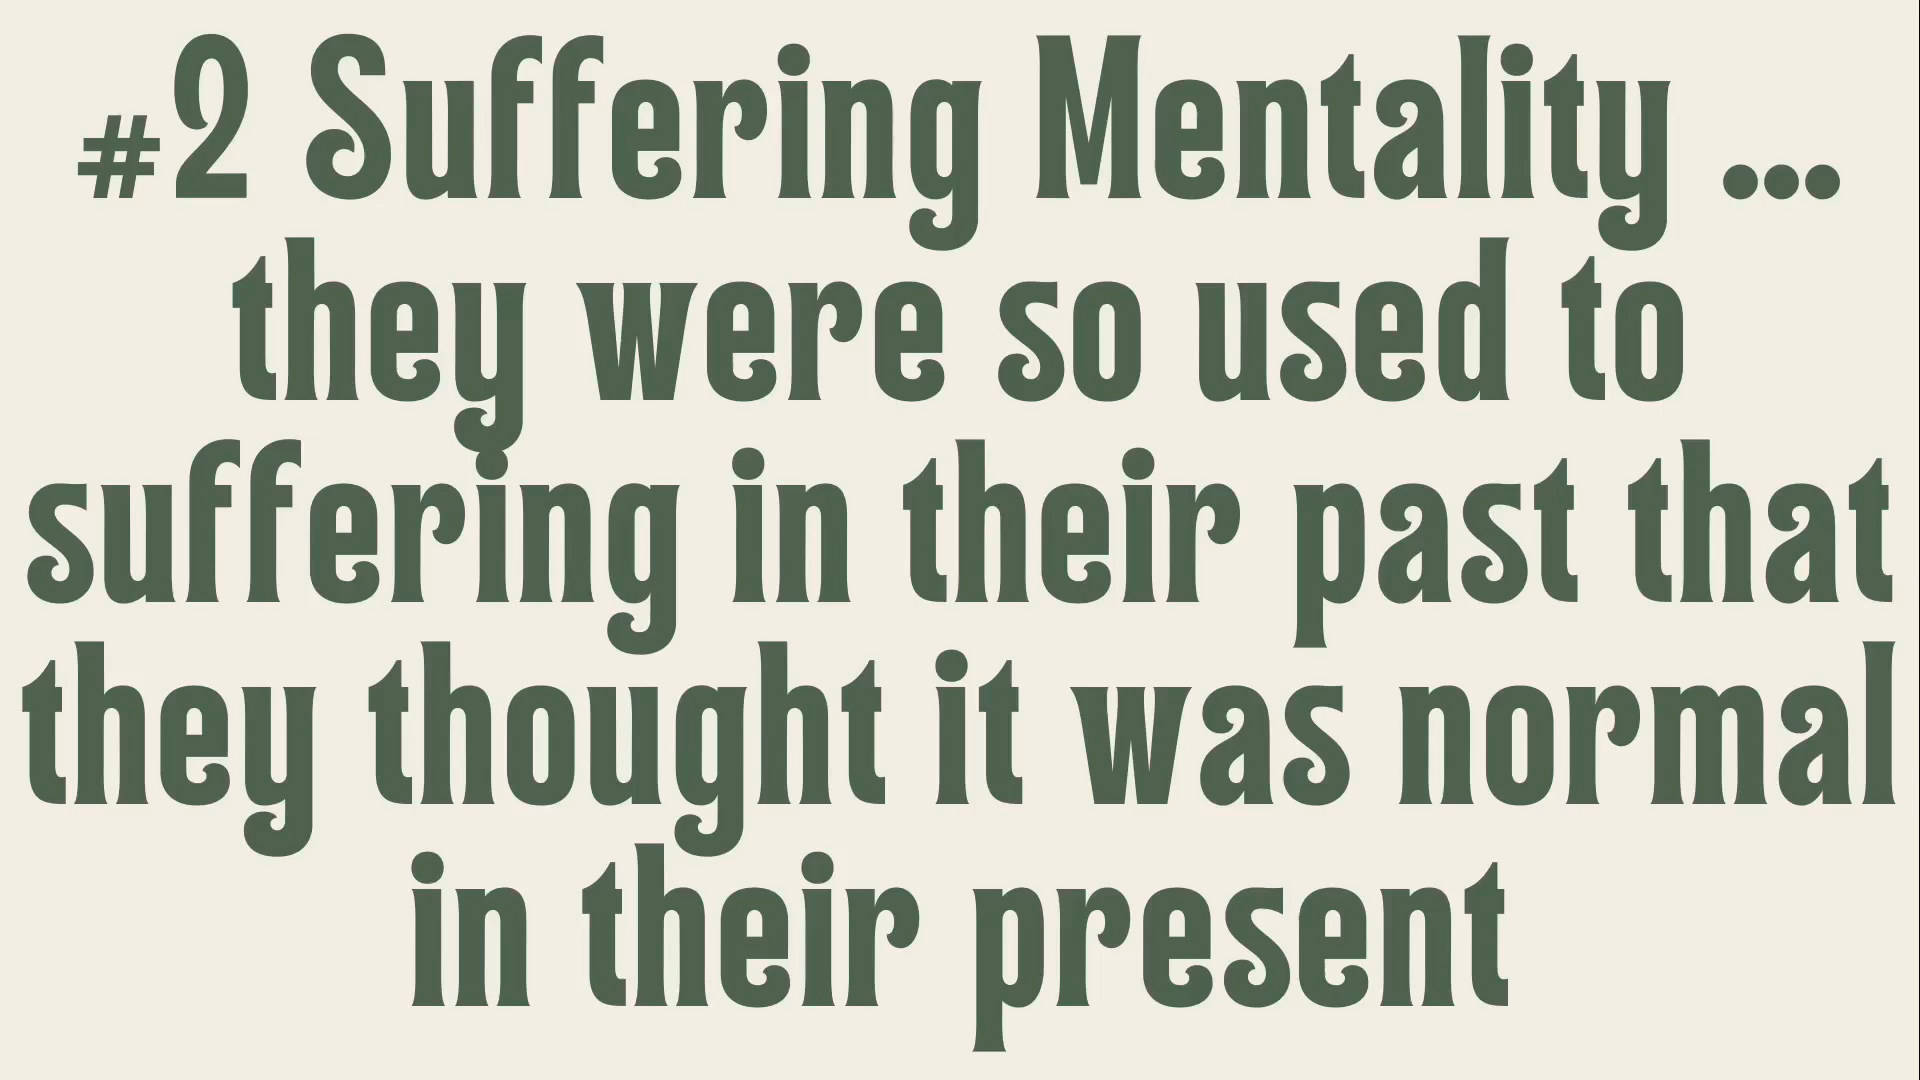 #2 Suffering Mentality ...
they were so used to
suffering in their past that
they thought it was normal
in their present